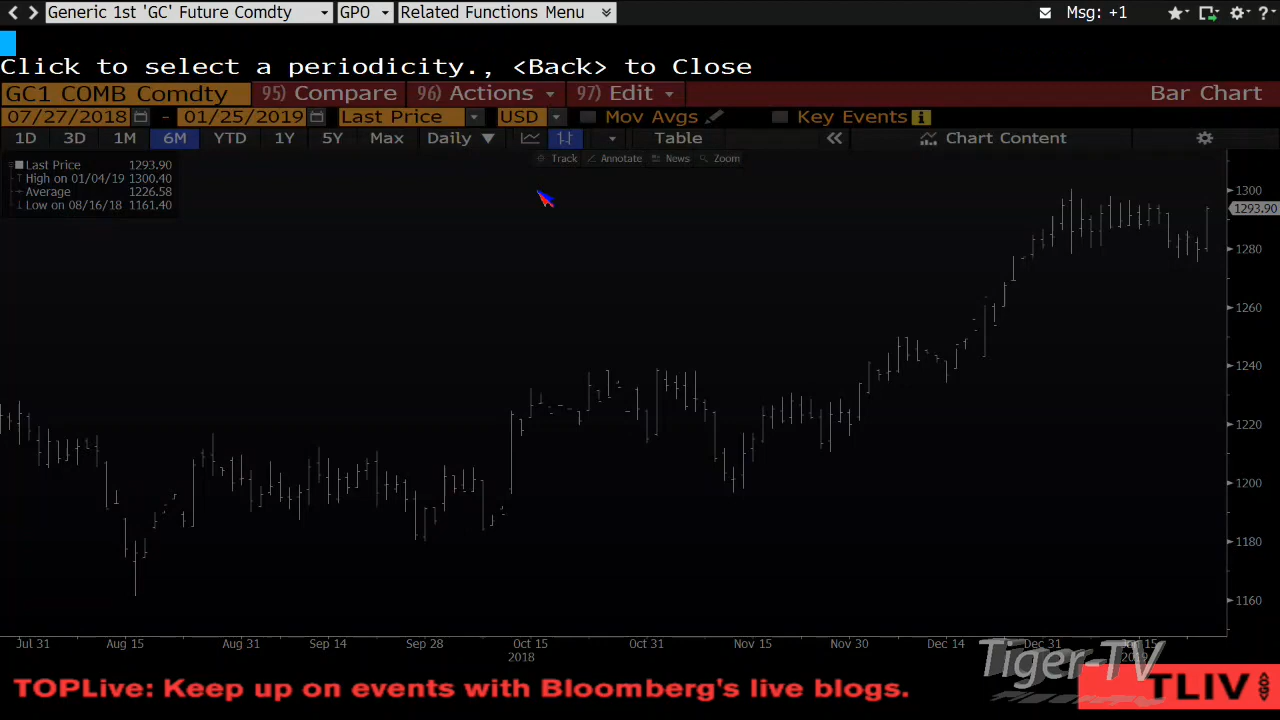 Generic 1st 'GC' Future Comdty GPO Related Functions Menu Msg: +1 ?
Click to select a periodicity., <Back> to Close
GC1 COMB Comdty 95) Compare 96) Actions 97) Edit Bar Chart
07/27/2018 - 01/25/2019 Last Price USD Mov Avgs Key Events i
1D 3D 1M 6M YTD 1Y 5Y Max Daily Table Chart Content
Track Annotate News Zoom
Last Price 1293.90
High on 01/04/19 1300.40
Average 1226.58
Low on 08/16/18 1161.40
1300
1293.90
1280
1260
1240
1220
1200
1180
1160
Jul 31 Aug 15 Aug 31 Sep 14 Sep 28 Oct 15 Oct 31 Nov 15 Nov 30 Dec 14 Dec 31 Jan 15
2018 2019
Tiger-TV
TOPLive: Keep up on events with Bloomberg's live blogs. TLIV